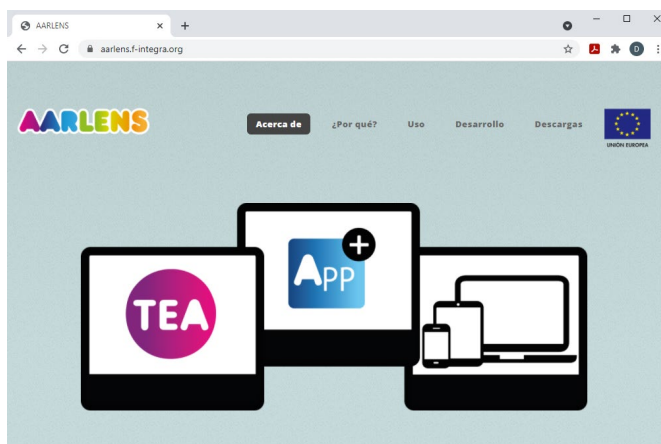 AARLENS
aarlens.f-integra.org
D
AARLENS
Acerca de ¿Por qué? Uso Desarrollo Descargas
UNIÓN EUROPEA
TEA
APP